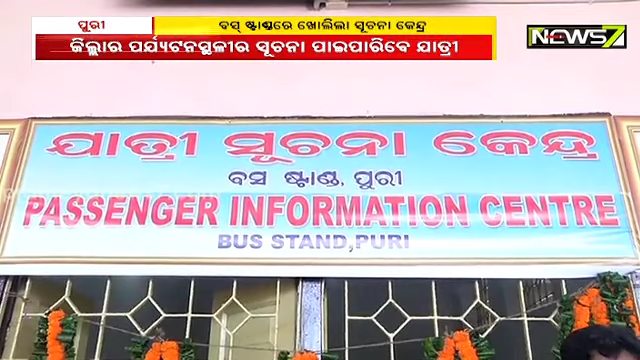 ପୁରୀ
ବସ୍ ଷ୍ଟାଣ୍ଡରେ ଖୋଲିଲା ସୂଚନା କେନ୍ଦ୍ର
ଜିଲ୍ଲାର ପର୍ଯ୍ୟଟନସ୍ଥଳୀର ସୂଚନା ପାଇପାରିବେ ଯାତ୍ରୀ
NEWS7
ଯାତ୍ରୀ ସୂଚନା କେନ୍ଦ୍ର
ବସ ଷ୍ଟାଣ୍ଡ, ପୁରୀ
PASSENGER INFORMATION CENTRE
BUS STAND,PURI